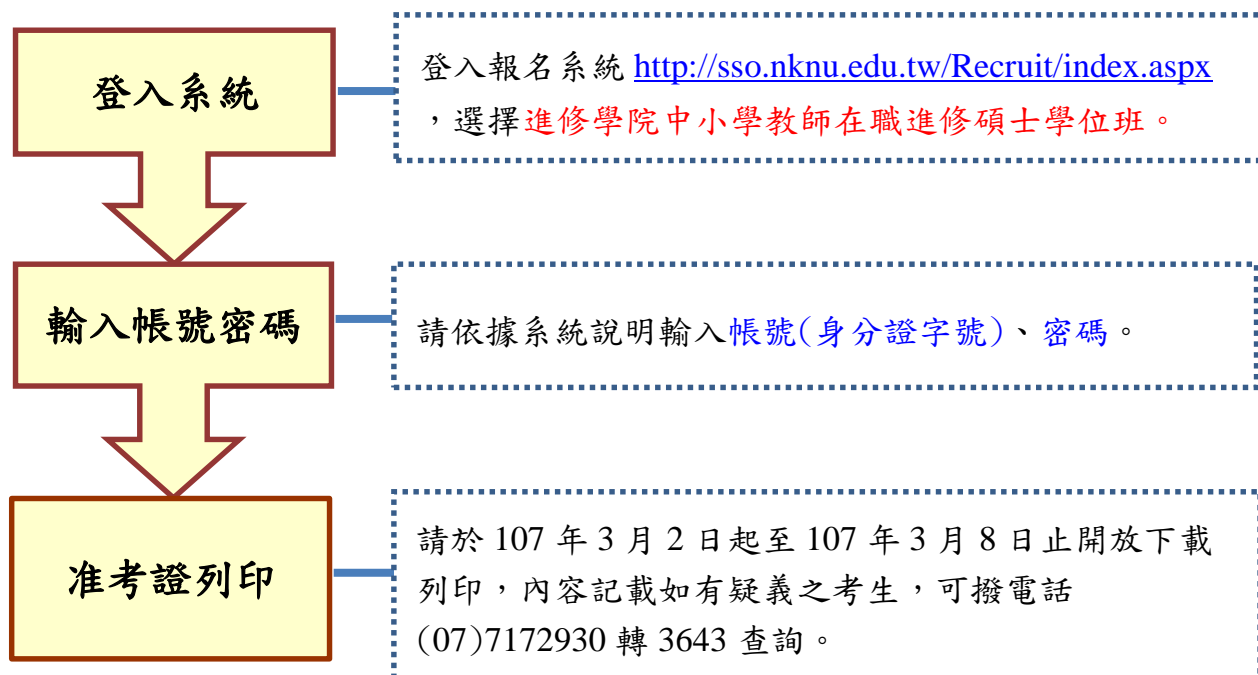 登入系統
登入報名系統 http://sso.nknu.edu.tw/Recruit/index.aspx
，選擇進修學院中小學教師在職進修碩士學位班。
輸入帳號密碼
請依據系統說明輸入帳號(身分證字號)、密碼。
准考證列印
請於 107 年 3 月 2 日起至 107 年 3 月 8 日止開放下載
列印，內容記載如有疑義之考生，可撥電話
(07)7172930 轉 3643 查詢。